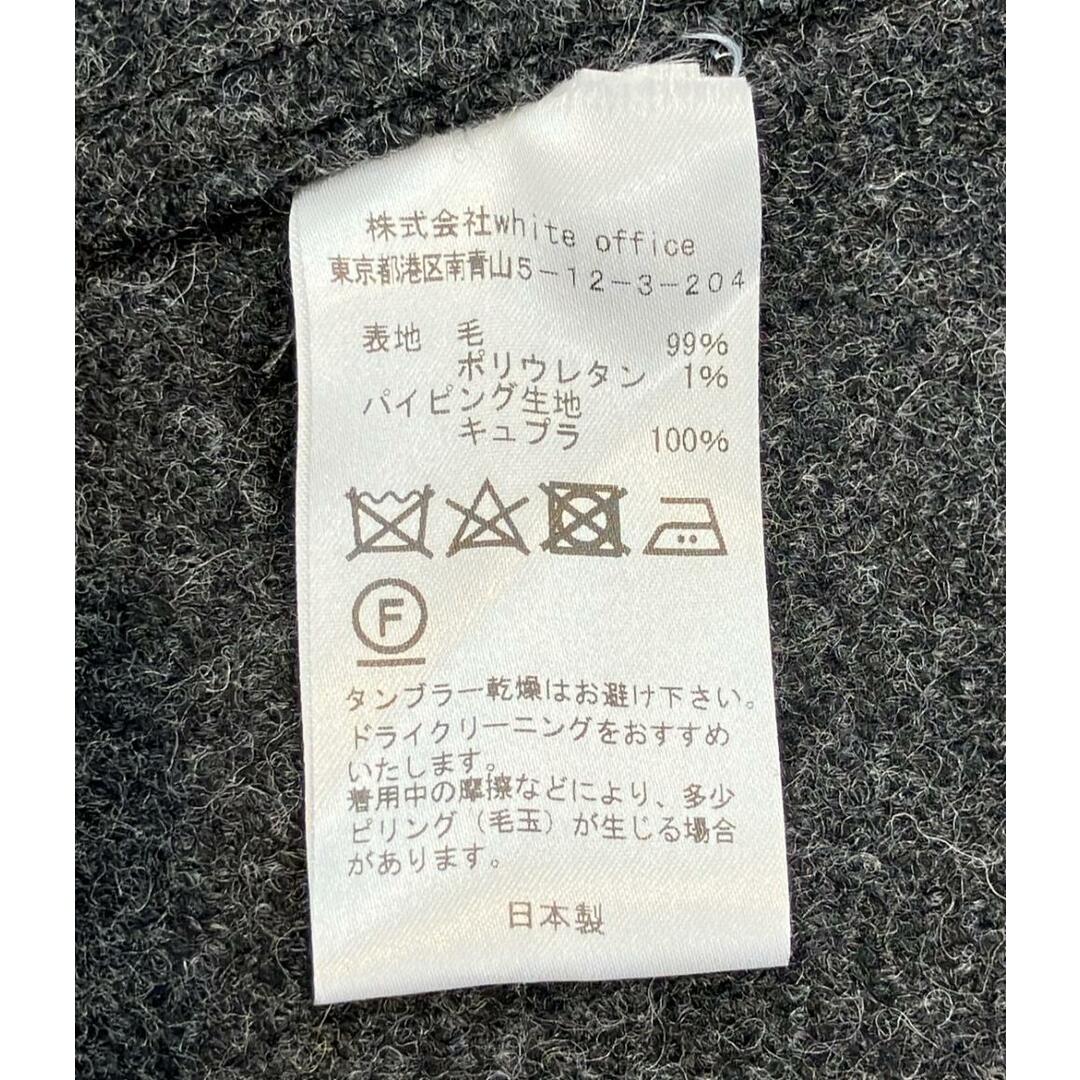 株式会社white office
東京都港区南青山5-12-3-204
表地 毛 99%
ポリウレタン 1%
パイピング生地
キュプラ 100%
F
タンブラー乾燥はお避け下さい。
ドライクリーニングをおすすめ
いたします。
着用中の摩擦などにより、多少
ピリング(毛玉)が生じる場合
があります。
日本製